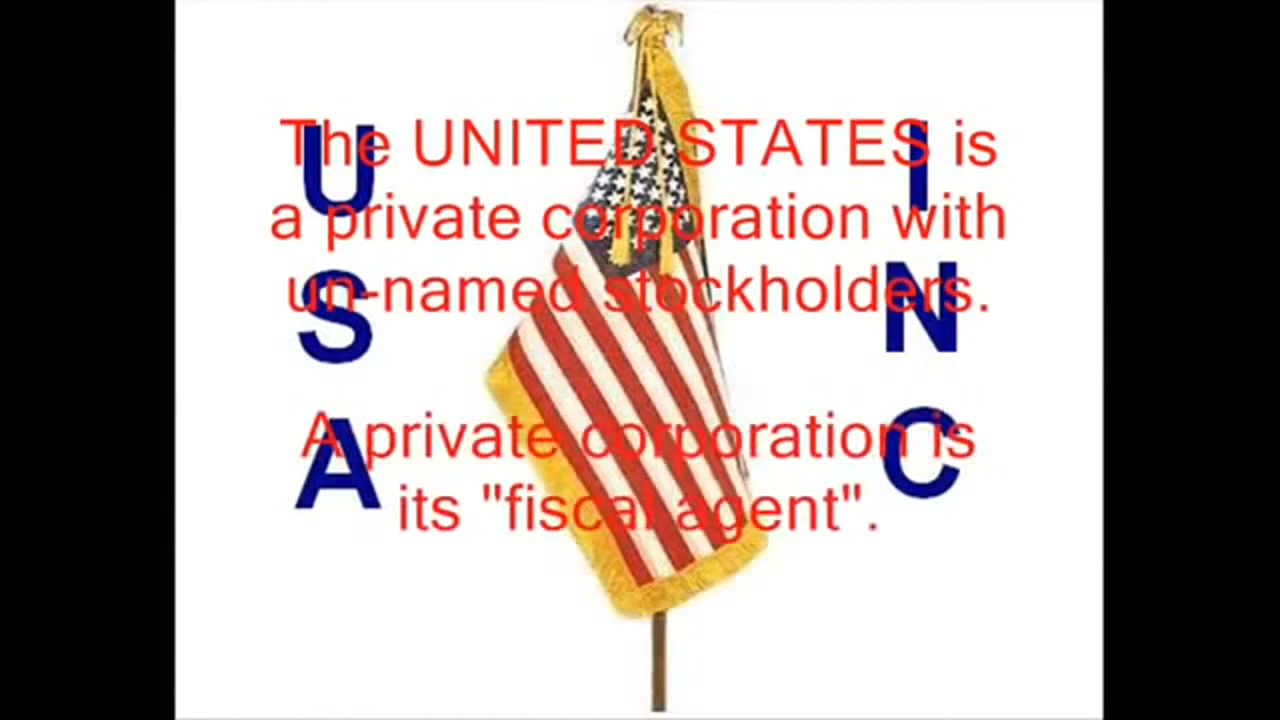 The UNITED STATES is
a private corporation with
un-named stockholders.
A private corporation is
its "fiscal agent".
U
S
A
I
N
C